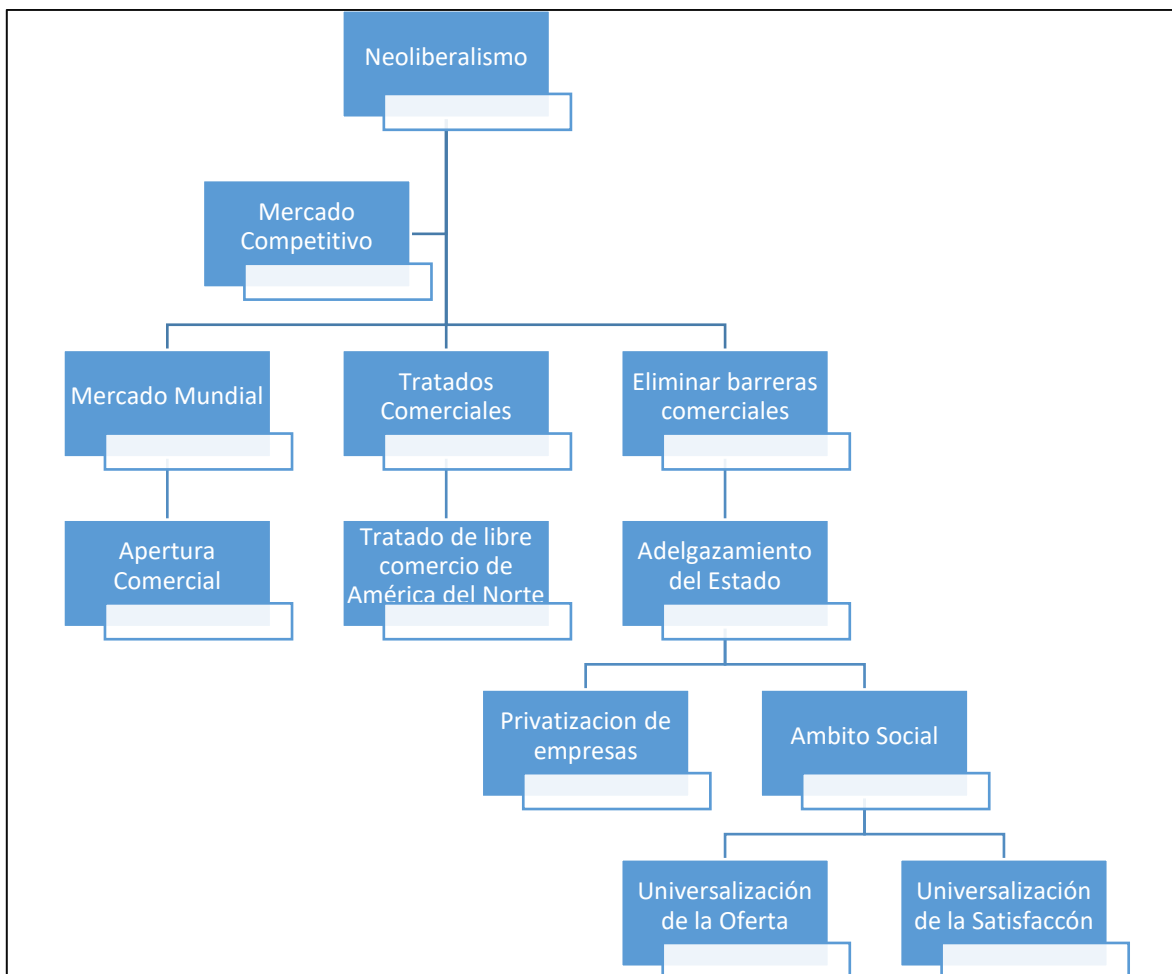 Neoliberalismo
Mercado
Competitivo
Mercado Mundial
Tratados
Comerciales
Eliminar barreras
comerciales
Apertura
Comercial
Tratado de libre
comercio de
América del Norte
Adelgazamiento
del Estado
Privatizacion de
empresas
Ambito Social
Universalización
de la Oferta
Universalización
de la Satisfaccón